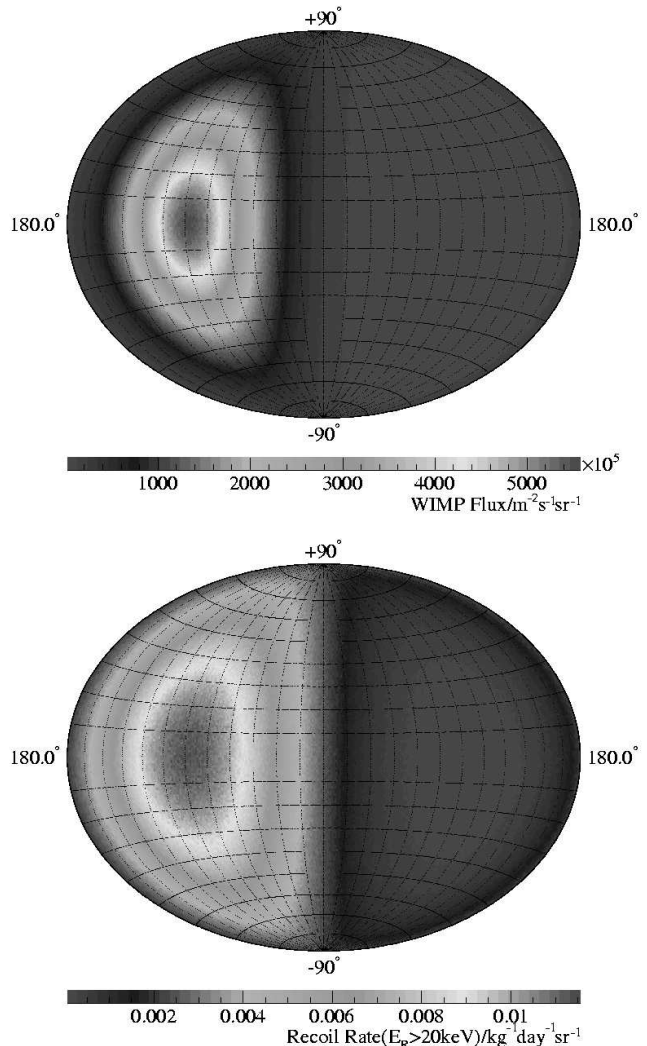 +90°
180.0° 180.0°
-90°
1000 2000 3000 4000 5000 ×10⁵
WIMP Flux/m⁻²s⁻¹sr⁻¹
+90°
180.0° 180.0°
-90°
0.002 0.004 0.006 0.008 0.01
Recoil Rate(E_R>20keV)/kg⁻¹day⁻¹sr⁻¹